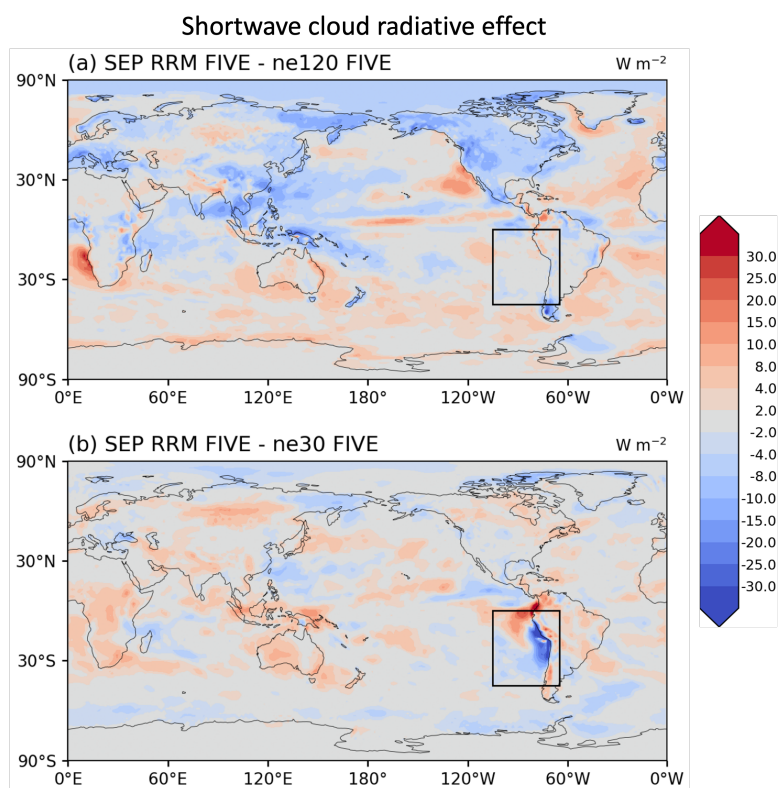 Shortwave cloud radiative effect
(a) SEP RRM FIVE - ne120 FIVE W m⁻²
90°N
30°N
30°S
90°S
0°E 60°E 120°E 180° 120°W 60°W 0°W
(b) SEP RRM FIVE - ne30 FIVE W m⁻²
90°N
30°N
30°S
90°S
0°E 60°E 120°E 180° 120°W 60°W 0°W
30.0
25.0
20.0
15.0
10.0
8.0
4.0
2.0
-2.0
-4.0
-8.0
-10.0
-15.0
-20.0
-25.0
-30.0